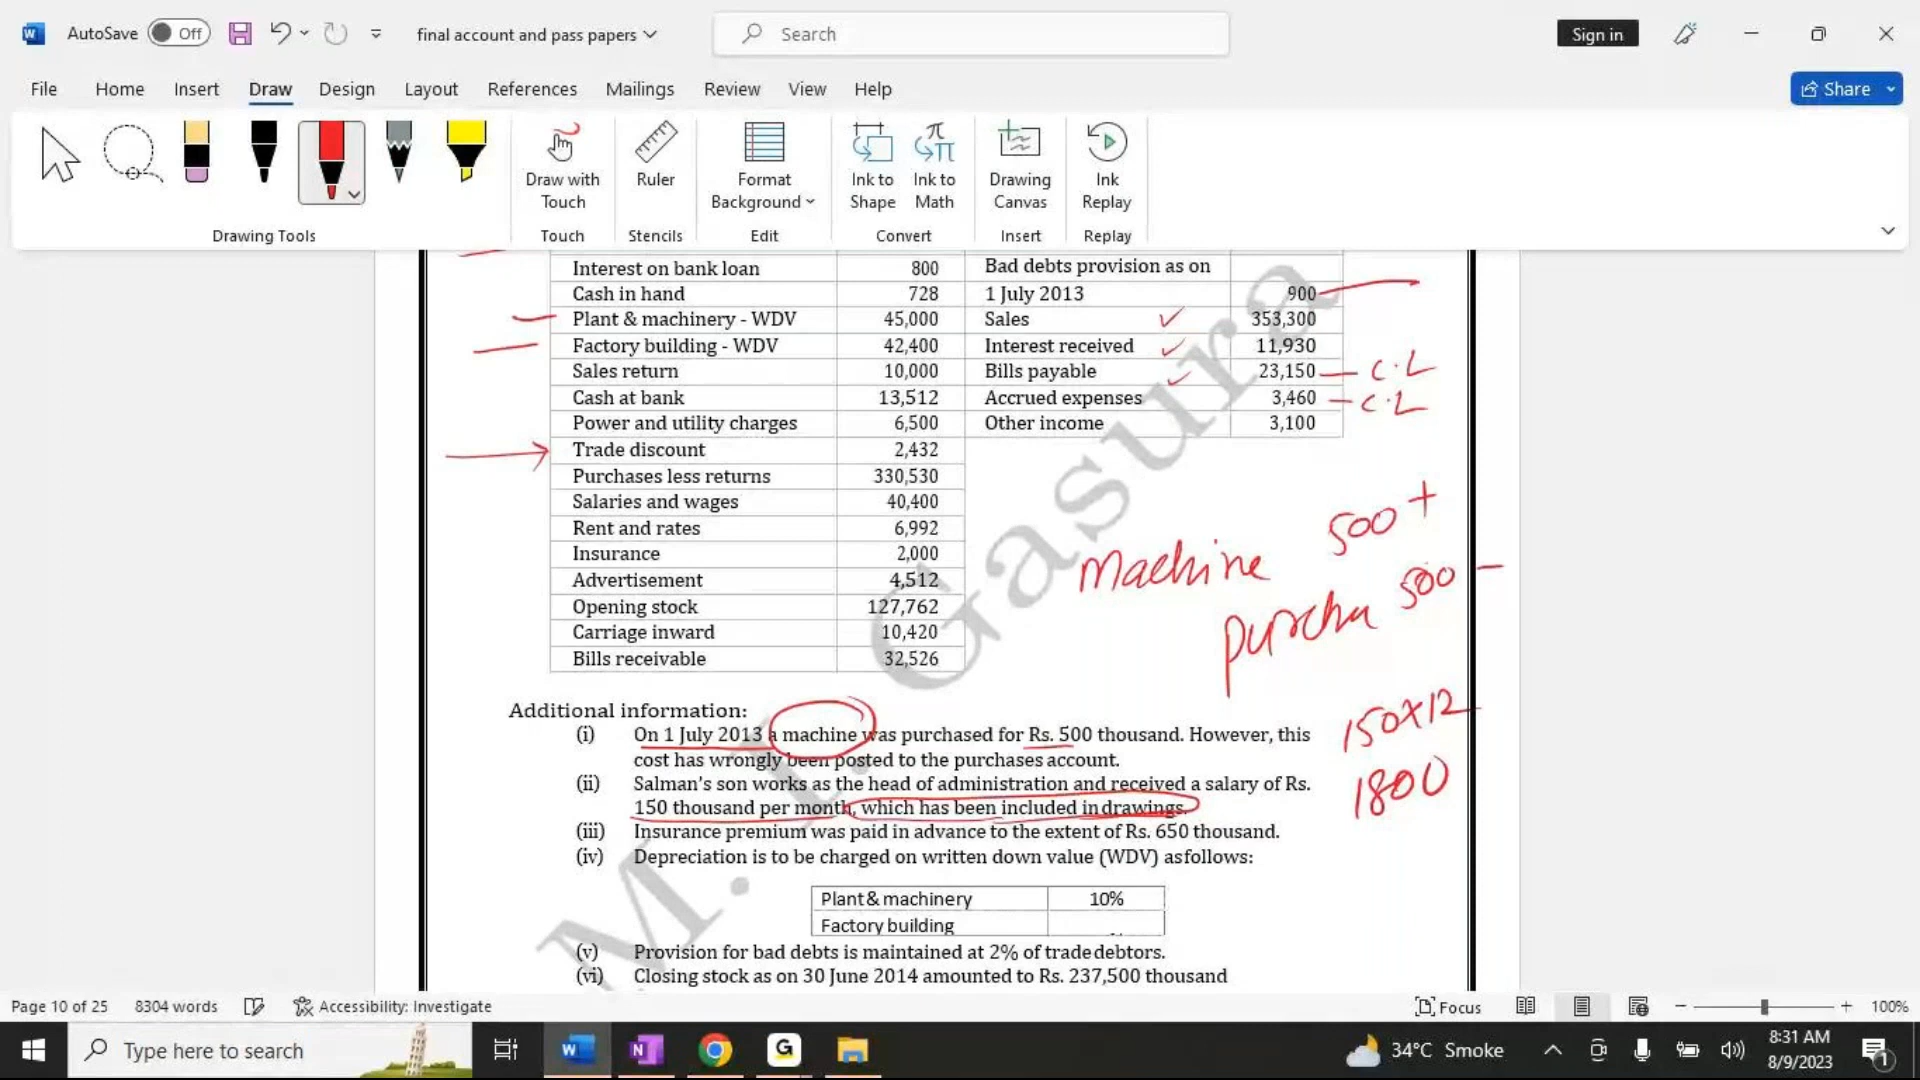 AutoSave Off final account and pass papers Search Sign in
File Home Insert Draw Design Layout References Mailings Review View Help Share
Draw with Touch Ruler Format Background Ink to Shape Ink to Math Drawing Canvas Ink Replay
Drawing Tools Touch Stencils Edit Convert Insert Replay
Interest on bank loan 800 Bad debts provision as on
Cash in hand 728 1 July 2013 900
Plant & machinery - WDV 45,000 Sales 353,300
Factory building - WDV 42,400 Interest received 11,930
Sales return 10,000 Bills payable 23,150 C.L
Cash at bank 13,512 Accrued expenses 3,460 C.L
Power and utility charges 6,500 Other income 3,100
Trade discount 2,432
Purchases less returns 330,530
Salaries and wages 40,400
Rent and rates 6,992
Insurance 2,000
Advertisement 4,512
Opening stock 127,762
Carriage inward 10,420
Bills receivable 32,526
machine 500 +
purcha 500 -
150x12
1800
Additional information:
(i) On 1 July 2013 a machine was purchased for Rs. 500 thousand. However, this
cost has wrongly been posted to the purchases account.
(ii) Salman's son works as the head of administration and received a salary of Rs.
150 thousand per month, which has been included in drawings.
(iii) Insurance premium was paid in advance to the extent of Rs. 650 thousand.
(iv) Depreciation is to be charged on written down value (WDV) asfollows:
Plant& machinery 10%
Factory building
(v) Provision for bad debts is maintained at 2% of tradedebtors.
(vi) Closing stock as on 30 June 2014 amounted to Rs. 237,500 thousand
M. I. Gasura
Page 10 of 25 8304 words Accessibility: Investigate Focus 100%
Type here to search 34°C Smoke 8:31 AM
8/9/2023
1